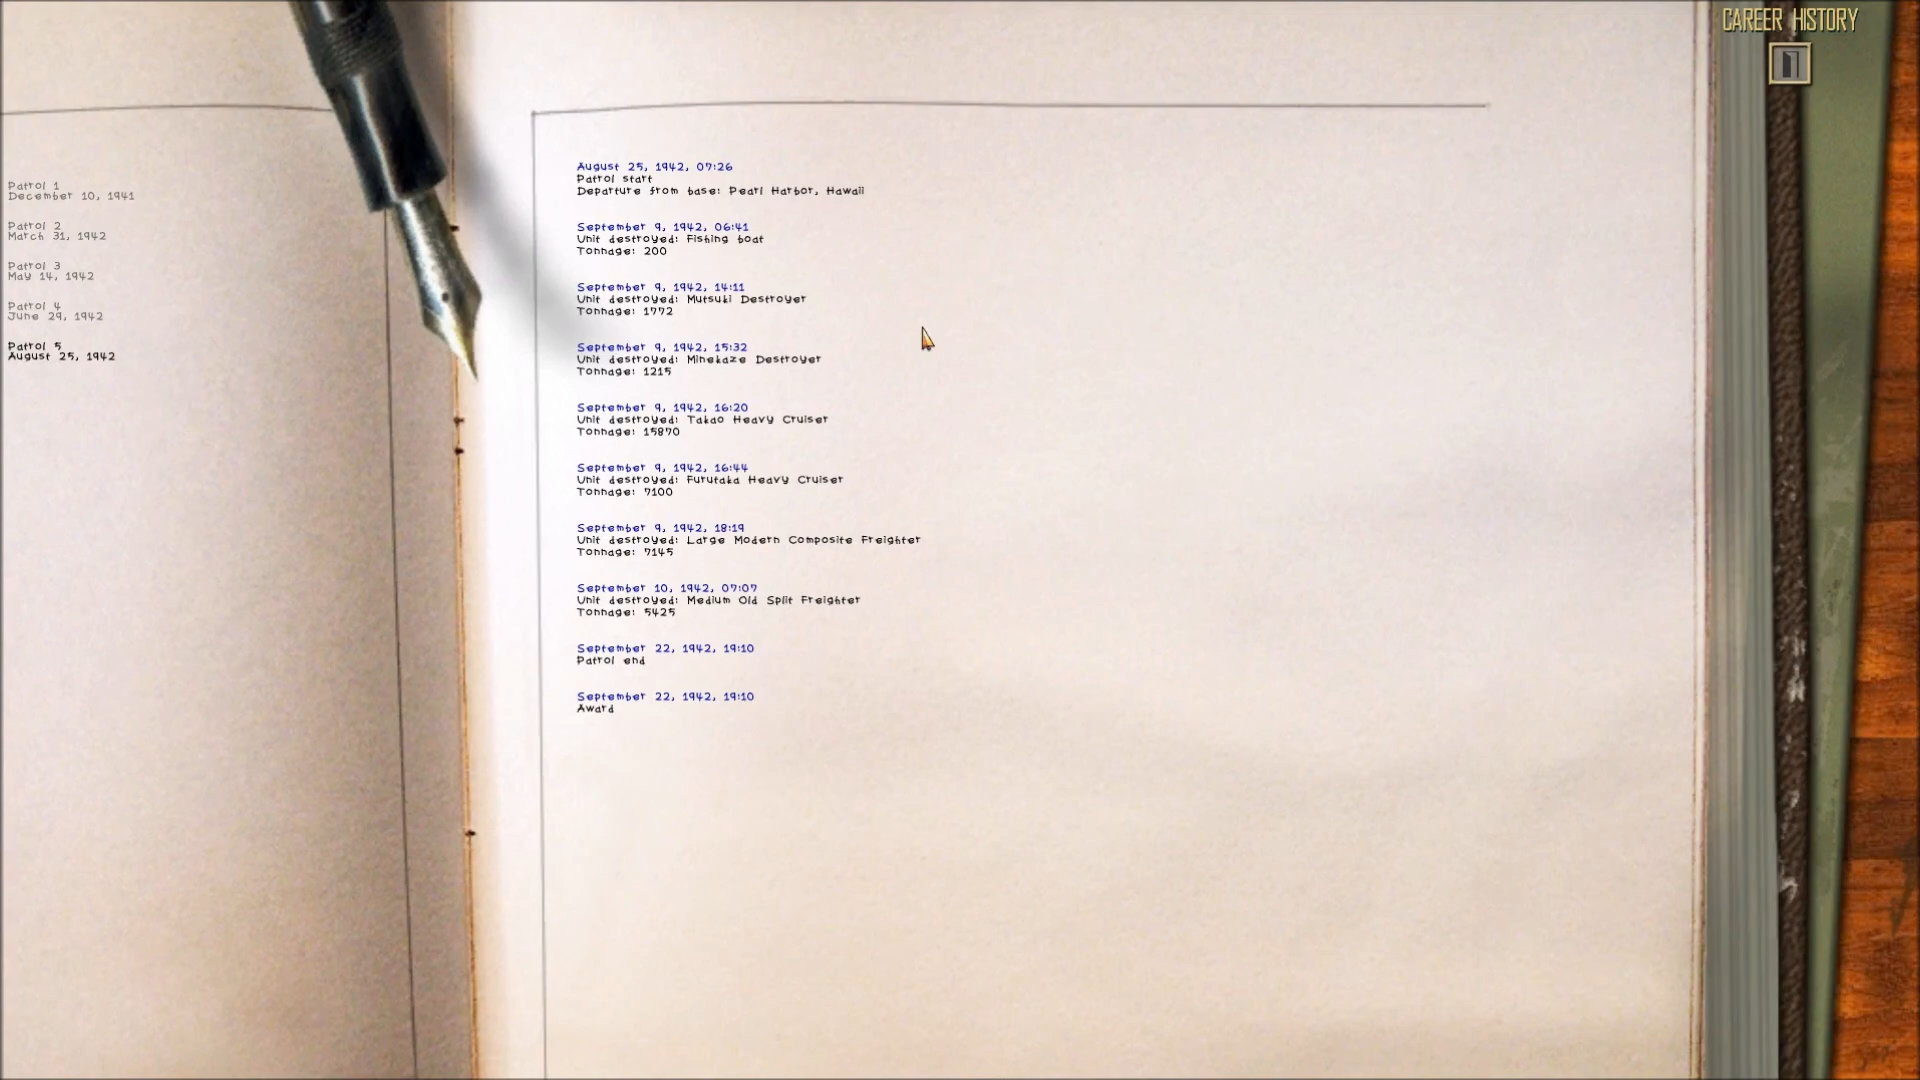 CAREER HISTORY
Patrol 1
December 10, 1941
Patrol 2
March 31, 1942
Patrol 3
May 14, 1942
Patrol 4
June 29, 1942
Patrol 5
August 25, 1942
August 25, 1942, 07:26
Patrol start
Departure from base: Pearl Harbor, Hawaii
September 9, 1942, 06:41
Unit destroyed: Fishing boat
Tonnage: 200
September 9, 1942, 14:11
Unit destroyed: Mutsuki Destroyer
Tonnage: 1772
September 9, 1942, 15:32
Unit destroyed: Minekaze Destroyer
Tonnage: 1215
September 9, 1942, 16:20
Unit destroyed: Takao Heavy Cruiser
Tonnage: 15870
September 9, 1942, 16:44
Unit destroyed: Furutaka Heavy Cruiser
Tonnage: 7100
September 9, 1942, 18:19
Unit destroyed: Large Modern Composite Freighter
Tonnage: 7145
September 10, 1942, 07:07
Unit destroyed: Medium Old Split Freighter
Tonnage: 5425
September 22, 1942, 19:10
Patrol end
September 22, 1942, 19:10
Award